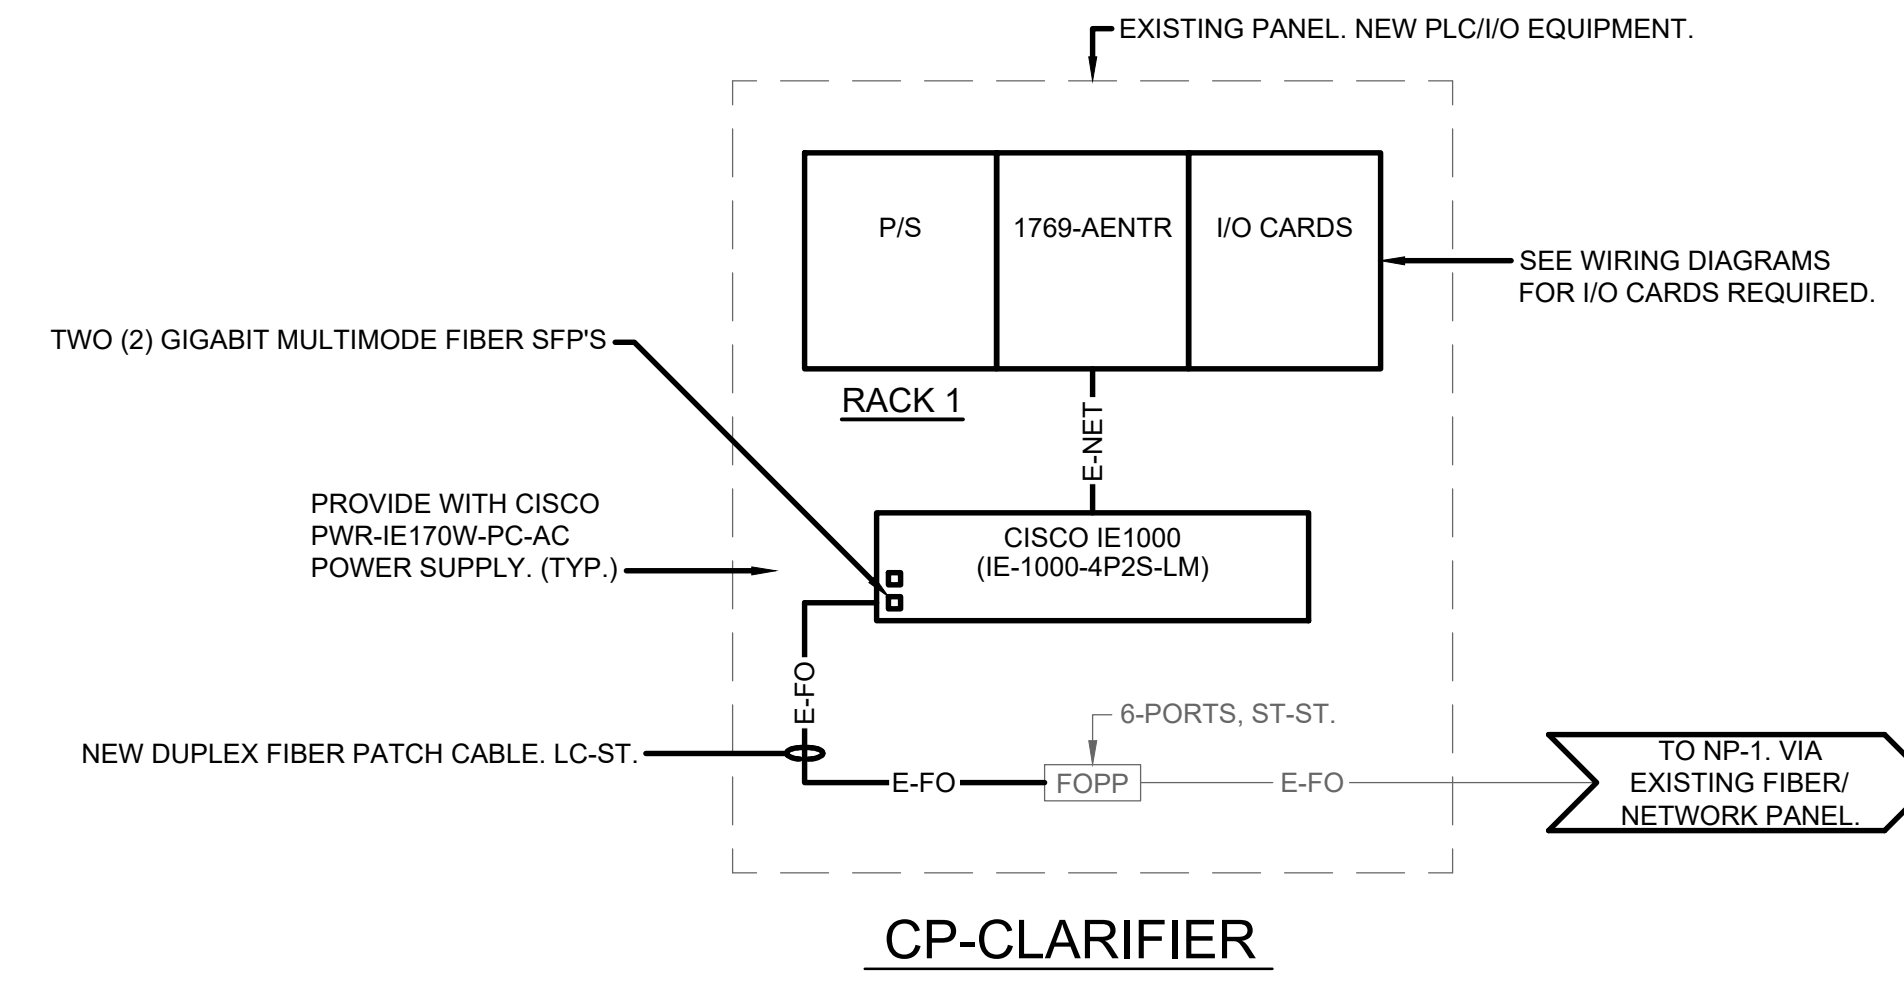 EXISTING PANEL. NEW PLC/I/O EQUIPMENT.
P/S
1769-AENTR
I/O CARDS
SEE WIRING DIAGRAMS
FOR I/O CARDS REQUIRED.
TWO (2) GIGABIT MULTIMODE FIBER SFP'S
RACK 1
E-NET
PROVIDE WITH CISCO
PWR-IE170W-PC-AC
POWER SUPPLY. (TYP.)
CISCO IE1000
(IE-1000-4P2S-LM)
E-FO
6-PORTS, ST-ST.
NEW DUPLEX FIBER PATCH CABLE. LC-ST.
E-FO
FOPP
E-FO
TO NP-1. VIA
EXISTING FIBER/
NETWORK PANEL.
CP-CLARIFIER